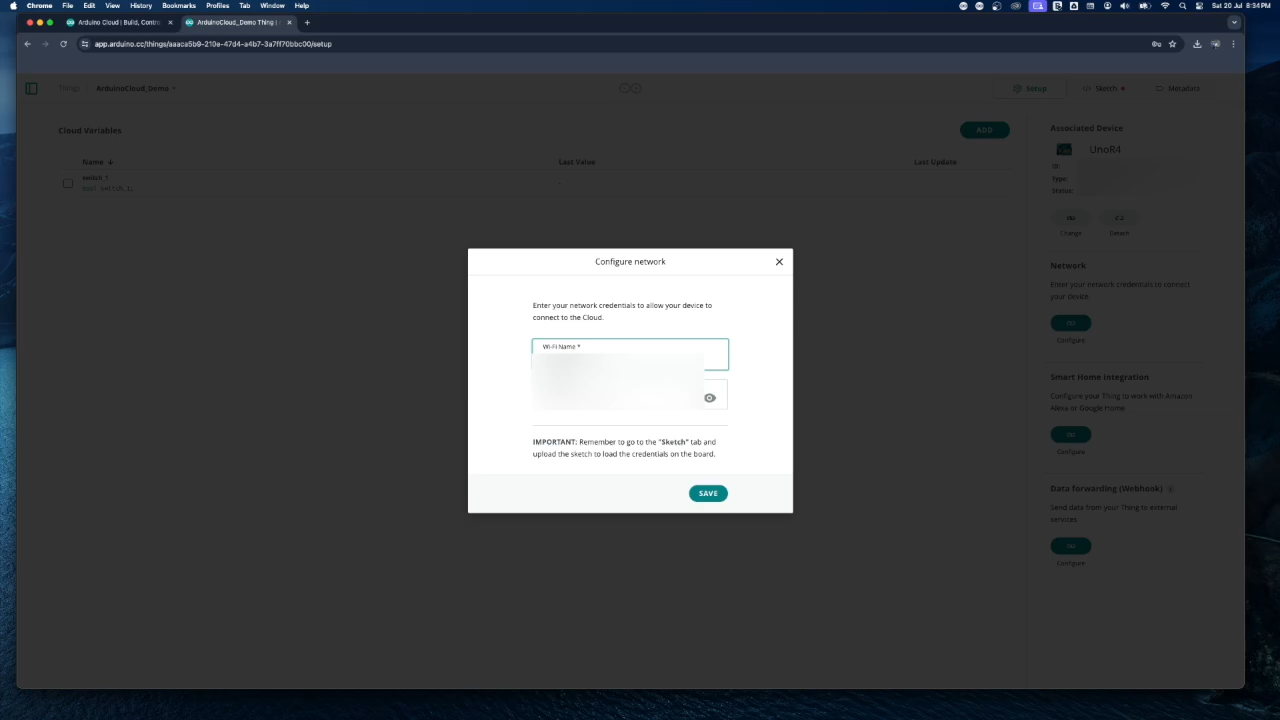 Chrome File Edit View History Bookmarks Profiles Tab Window Help Sat 20 Jul 8:34 PM
Arduino Cloud | Build, Contro ArduinoCloud_Demo Thing |
app.arduino.cc/things/aaaca5b9-210e-47d4-a4b7-3a7ff70bbc00/setup
Things ArduinoCloud_Demo Setup Sketch Metadata
Cloud Variables ADD
Name Last Value Last Update
switch_1
bool switch_1;
Associated Device
UnoR4
ID:
Type:
Status:
Change Detach
Network
Enter your network credentials to connect
your device.
Configure
Smart Home Integration
Configure your Thing to work with Amazon
Alexa or Google Home
Configure
Data forwarding (Webhook)
Send data from your Thing to external
services
Configure
Configure network
Enter your network credentials to allow your device to
connect to the Cloud.
Wi-Fi Name *
IMPORTANT: Remember to go to the "Sketch" tab and
upload the sketch to load the credentials on the board.
SAVE